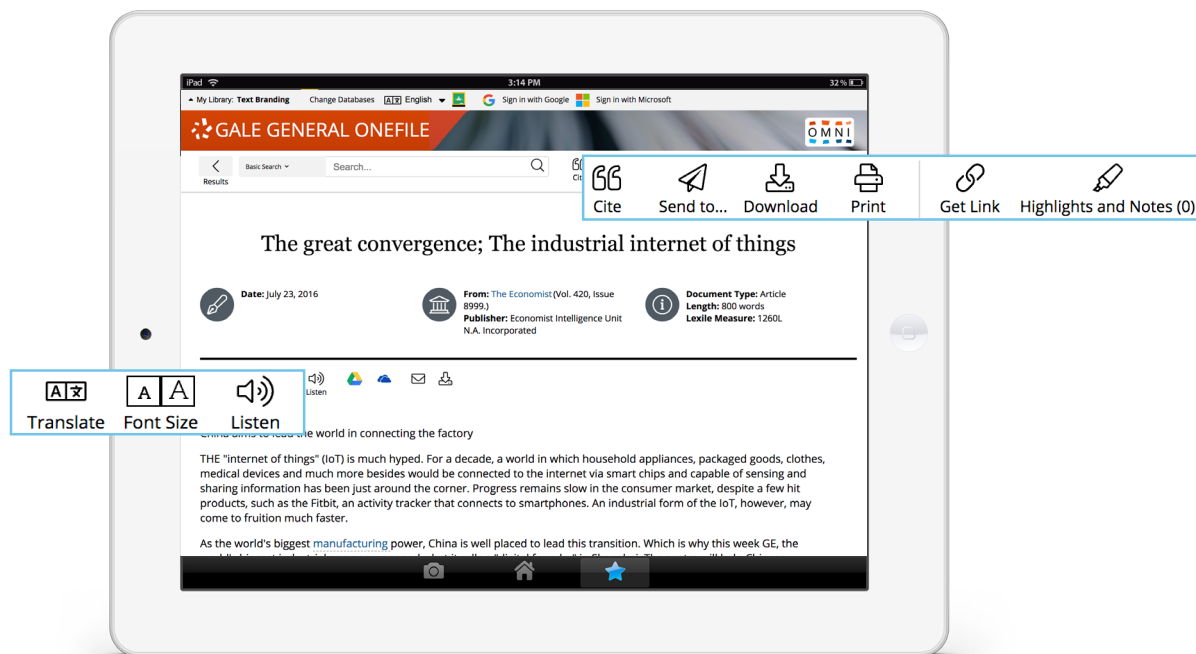 iPad 3:14 PM 32%
My Library: Text Branding Change Databases English Sign in with Google Sign in with Microsoft
GALE GENERAL ONEFILE OMNI
Results Basic Search Search...
Cite Send to... Download Print Get Link Highlights and Notes (0)
The great convergence; The industrial internet of things
Date: July 23, 2016
From: The Economist (Vol. 420, Issue
8999.)
Publisher: Economist Intelligence Unit
N.A. Incorporated
Document Type: Article
Length: 800 words
Lexile Measure: 1260L
Translate Font Size Listen
Listen
China aims to lead the world in connecting the factory
THE "internet of things" (IoT) is much hyped. For a decade, a world in which household appliances, packaged goods, clothes,
medical devices and much more besides would be connected to the internet via smart chips and capable of sensing and
sharing information has been just around the corner. Progress remains slow in the consumer market, despite a few hit
products, such as the Fitbit, an activity tracker that connects to smartphones. An industrial form of the IoT, however, may
come to fruition much faster.
As the world's biggest manufacturing power, China is well placed to lead this transition. Which is why this week GE, the